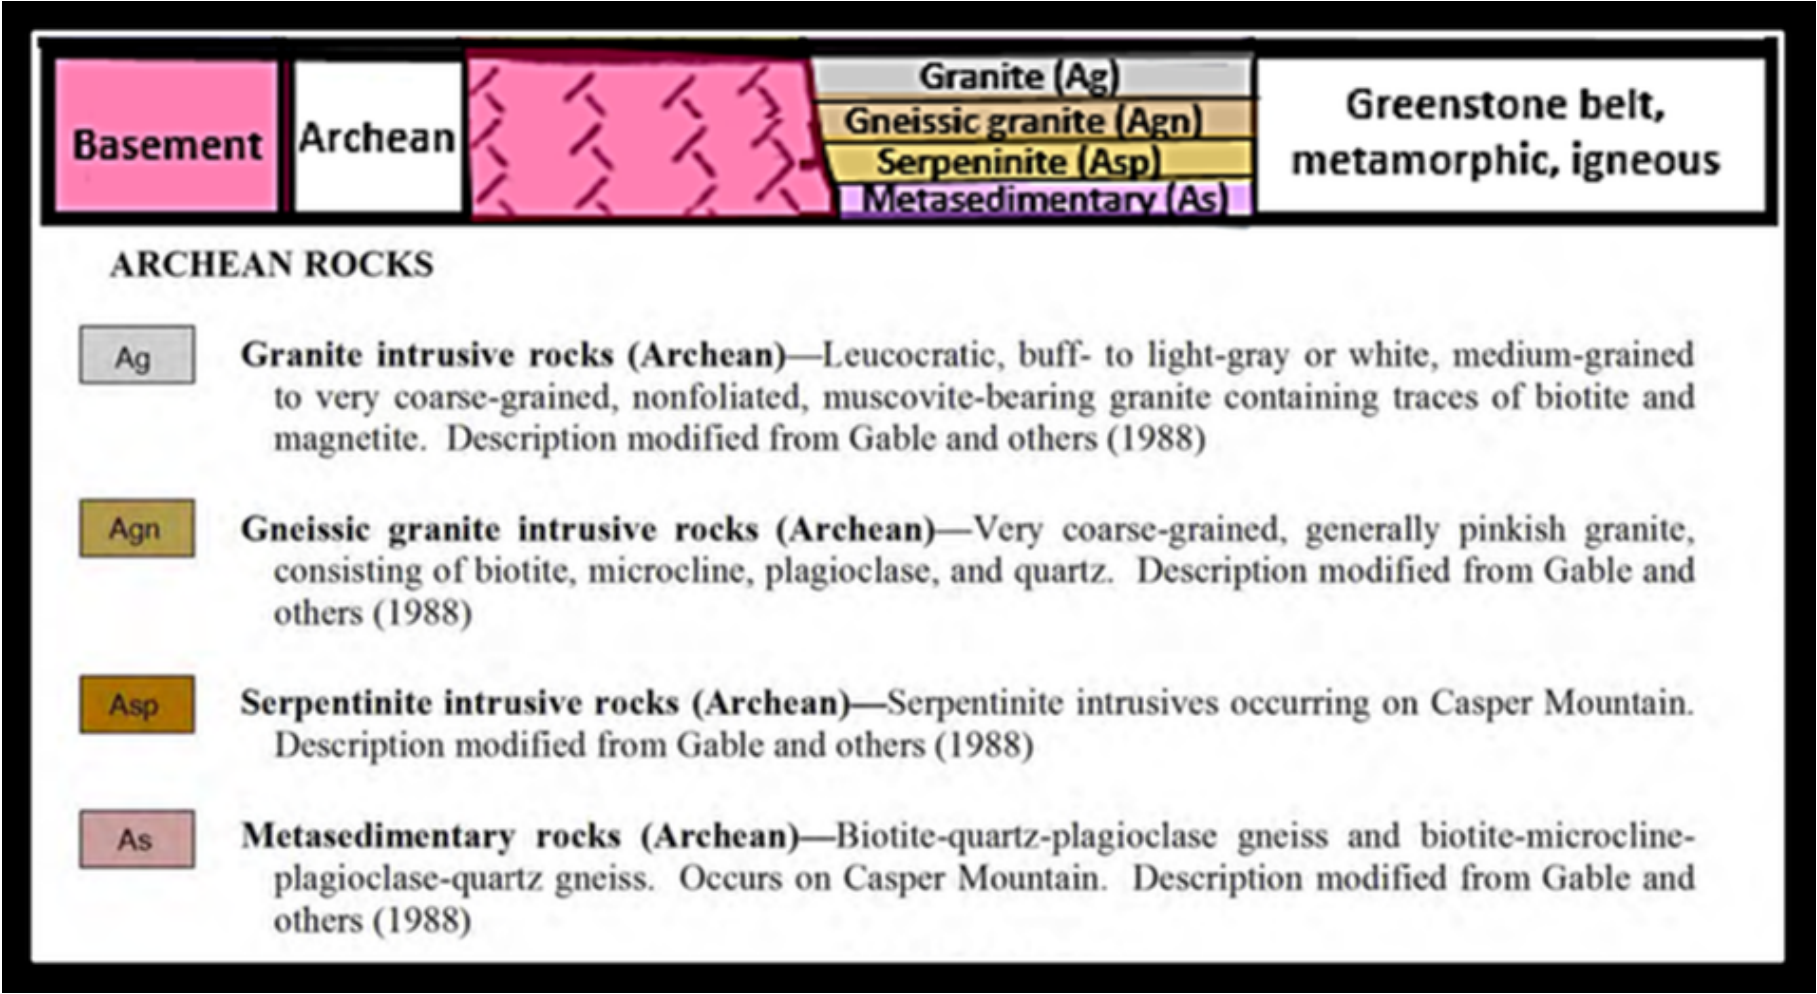 Basement
Archean
Granite (Ag)
Gneissic granite (Agn)
Serpeninite (Asp)
Metasedimentary (As)
Greenstone belt,
metamorphic, igneous
ARCHEAN ROCKS
Ag
Granite intrusive rocks (Archean)—Leucocratic, buff- to light-gray or white, medium-grained
to very coarse-grained, nonfoliated, muscovite-bearing granite containing traces of biotite and
magnetite. Description modified from Gable and others (1988)
Agn
Gneissic granite intrusive rocks (Archean)—Very coarse-grained, generally pinkish granite,
consisting of biotite, microcline, plagioclase, and quartz. Description modified from Gable and
others (1988)
Asp
Serpentinite intrusive rocks (Archean)—Serpentinite intrusives occurring on Casper Mountain.
Description modified from Gable and others (1988)
As
Metasedimentary rocks (Archean)—Biotite-quartz-plagioclase gneiss and biotite-microcline-
plagioclase-quartz gneiss. Occurs on Casper Mountain. Description modified from Gable and
others (1988)